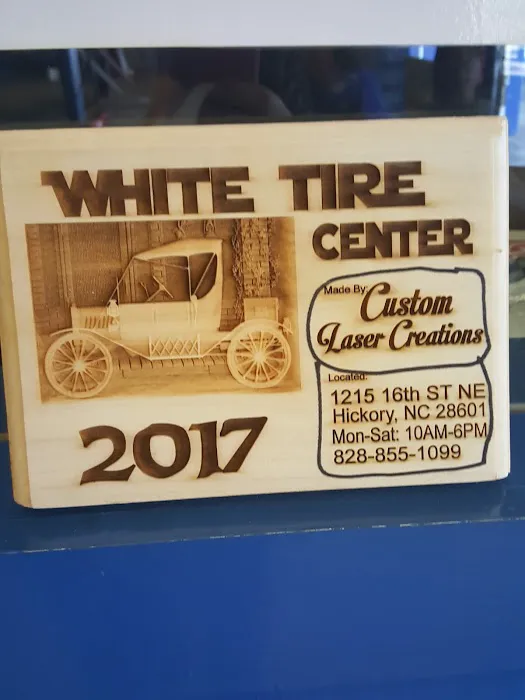 WHITE TIRE
CENTER
Made By:
Custom
Laser Creations
Located:
1215 16th ST NE
Hickory, NC 28601
Mon-Sat: 10AM-6PM
828-855-1099
2017